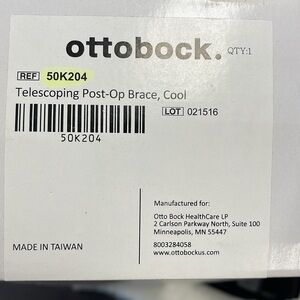 ottobock.
QTY:1
REF 50K204
Telescoping Post-Op Brace, Cool
LOT 021516
50K204
Manufactured for:
Otto Bock HealthCare LP
2 Carlson Parkway North, Suite 100
Minneapolis, MN 55447
MADE IN TAIWAN
8003284058
www.ottobockus.com